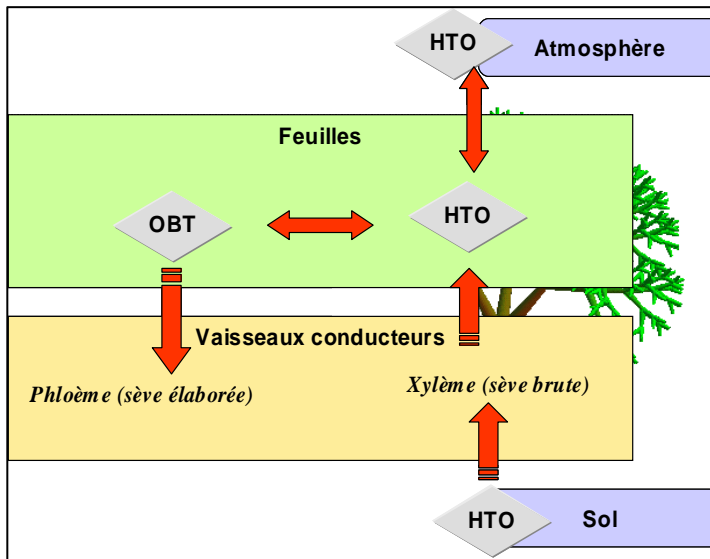 HTO
Atmosphère
Feuilles
OBT
HTO
Vaisseaux conducteurs
Phloème (sève élaborée)
Xylème (sève brute)
HTO
Sol